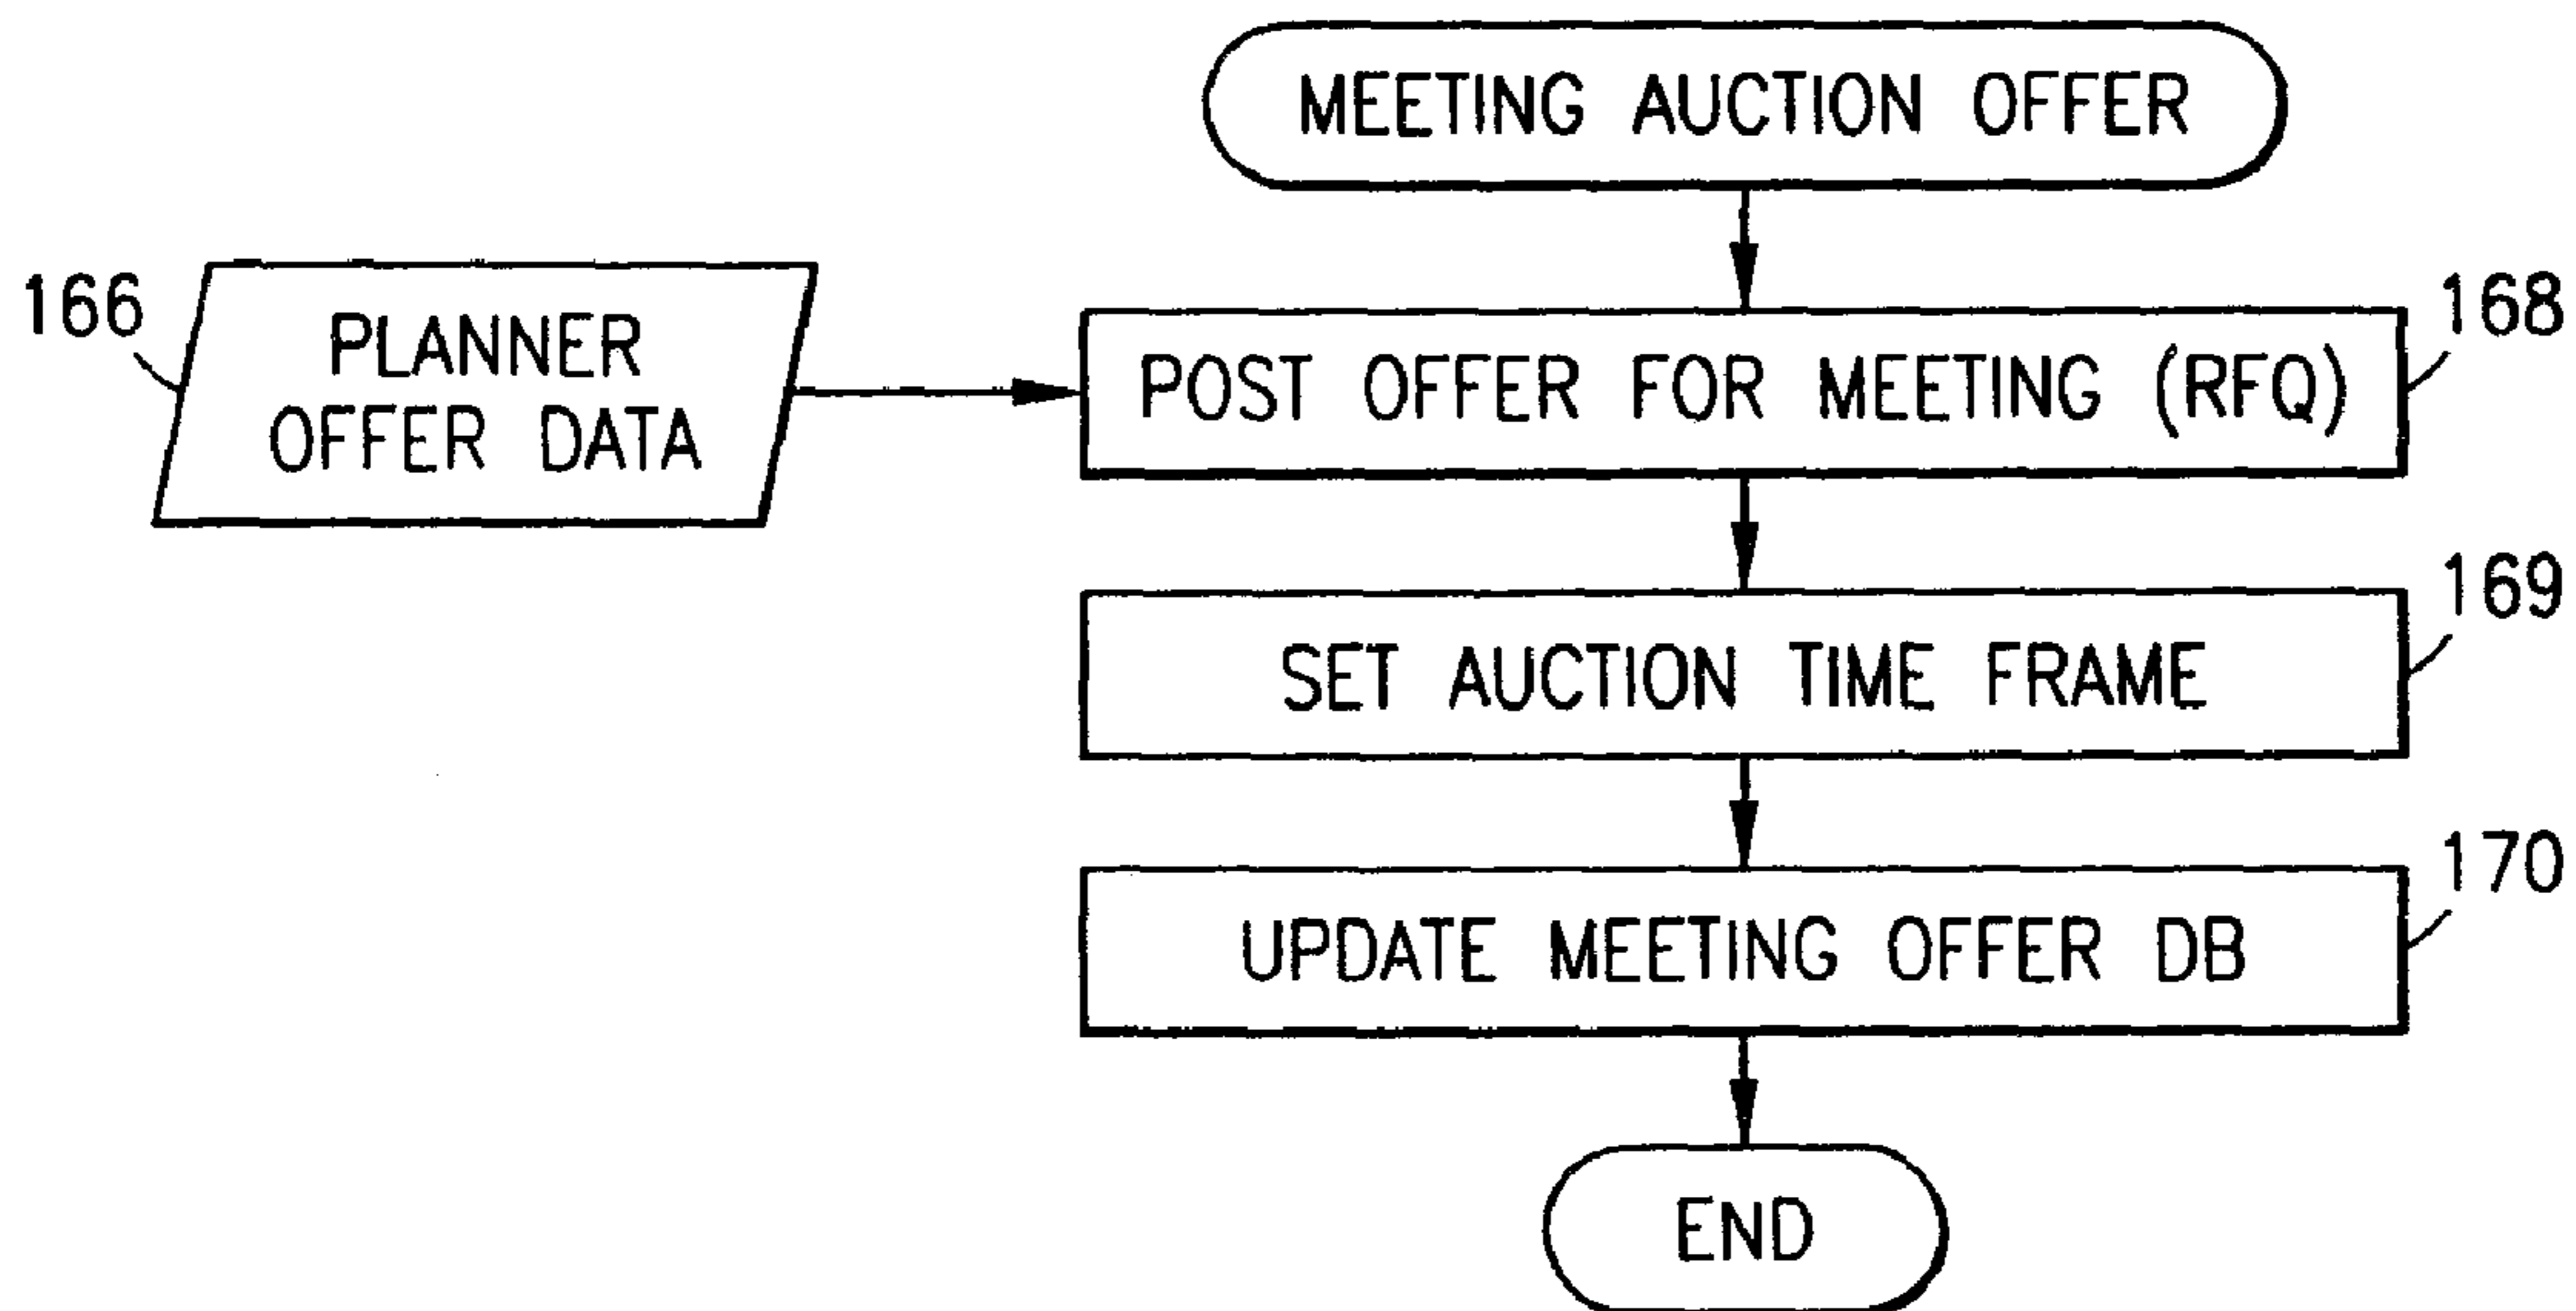 MEETING AUCTION OFFER
166
PLANNER
OFFER DATA
POST OFFER FOR MEETING (RFQ)
168
SET AUCTION TIME FRAME
169
UPDATE MEETING OFFER DB
170
END